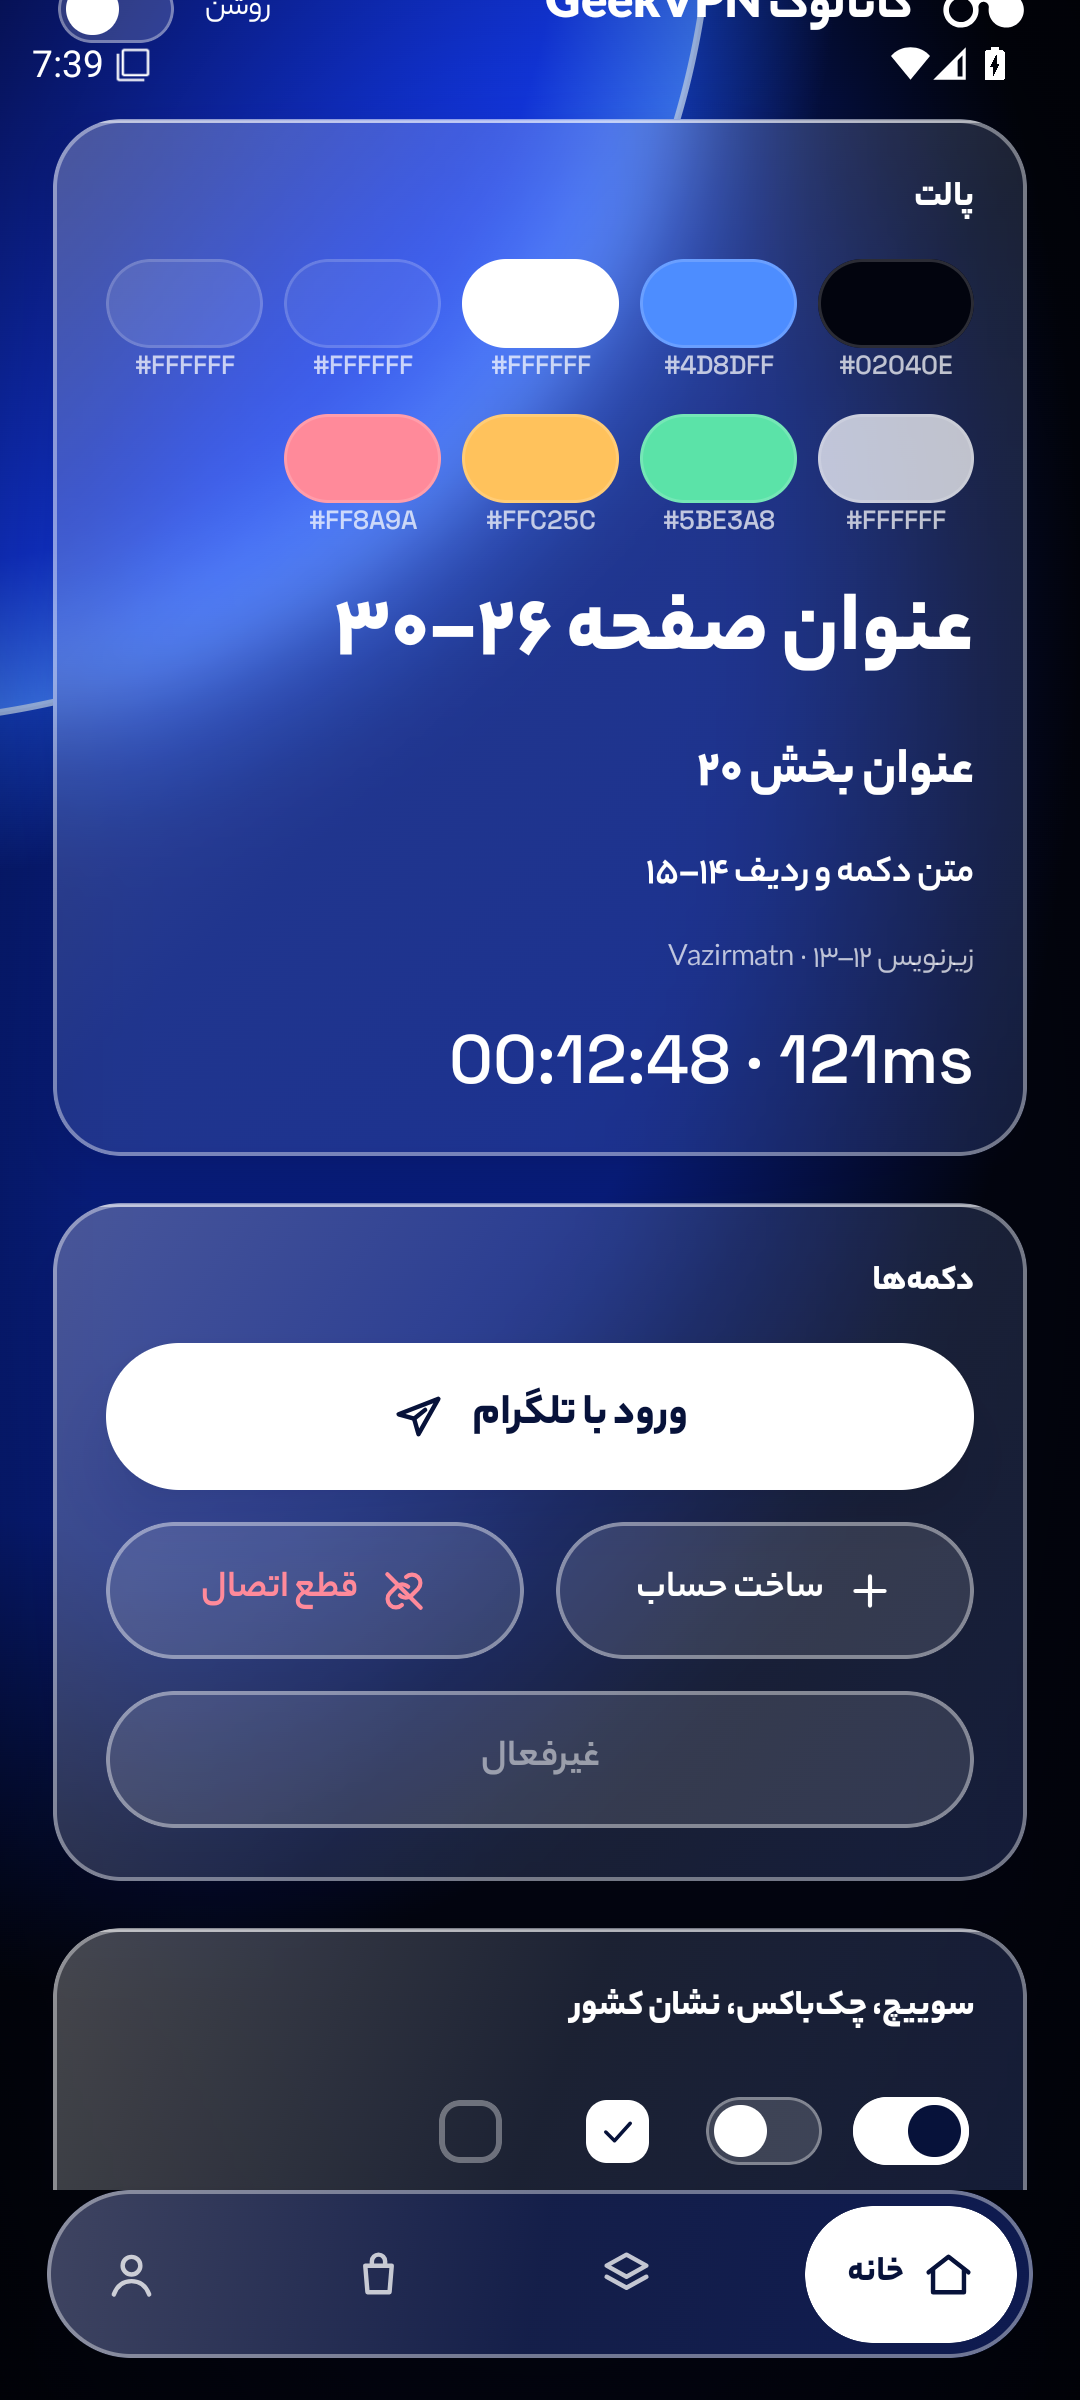 کاتالوگ GeekVPN
روشن
7:39
پالت
#02040E #4D8DFF #FFFFFF #FFFFFF #FFFFFF
#FFFFFF #5BE3A8 #FFC25C #FF8A9A
عنوان صفحه ۲۶–۳۰
عنوان بخش ۲۰
متن دکمه و ردیف ۱۴–۱۵
زیرنویس ۱۲–۱۳ · Vazirmatn
00:12:48 · 121ms
دکمه‌ها
ورود با تلگرام
ساخت حساب
قطع اتصال
غیرفعال
سوییچ، چک‌باکس، نشان کشور
خانه